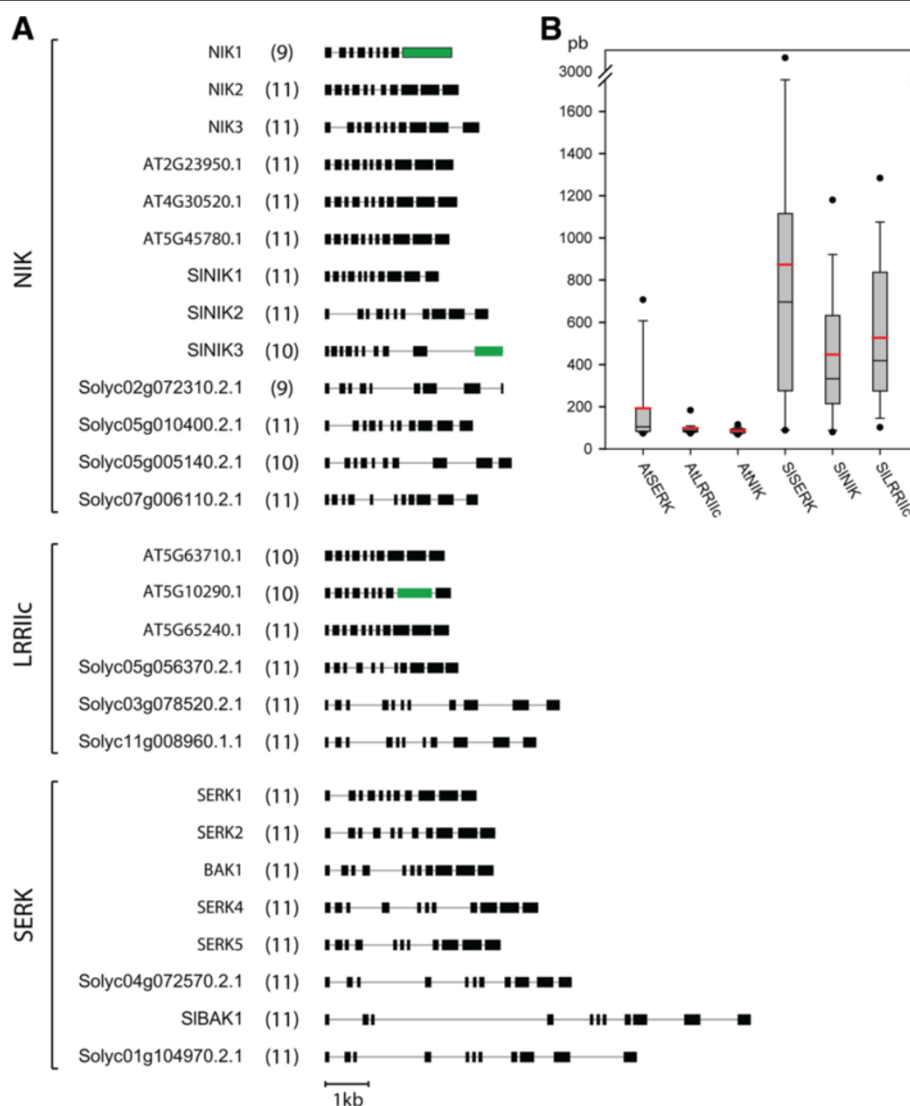 A
NIK
NIK1 (9)
NIK2 (11)
NIK3 (11)
AT2G23950.1 (11)
AT4G30520.1 (11)
AT5G45780.1 (11)
SlNIK1 (11)
SlNIK2 (11)
SlNIK3 (10)
Solyc02g072310.2.1 (9)
Solyc05g010400.2.1 (11)
Solyc05g005140.2.1 (10)
Solyc07g006110.2.1 (11)
LRRIIc
AT5G63710.1 (10)
AT5G10290.1 (10)
AT5G65240.1 (11)
Solyc05g056370.2.1 (11)
Solyc03g078520.2.1 (11)
Solyc11g008960.1.1 (11)
SERK
SERK1 (11)
SERK2 (11)
BAK1 (11)
SERK4 (11)
SERK5 (11)
Solyc04g072570.2.1 (11)
SlBAK1 (11)
Solyc01g104970.2.1 (11)
1kb
B
pb
3000
1600
1400
1200
1000
800
600
400
200
0
AtSERK
AtLRRIIc
AtNIK
SlSERK
SlNIK
SlLRRIIc